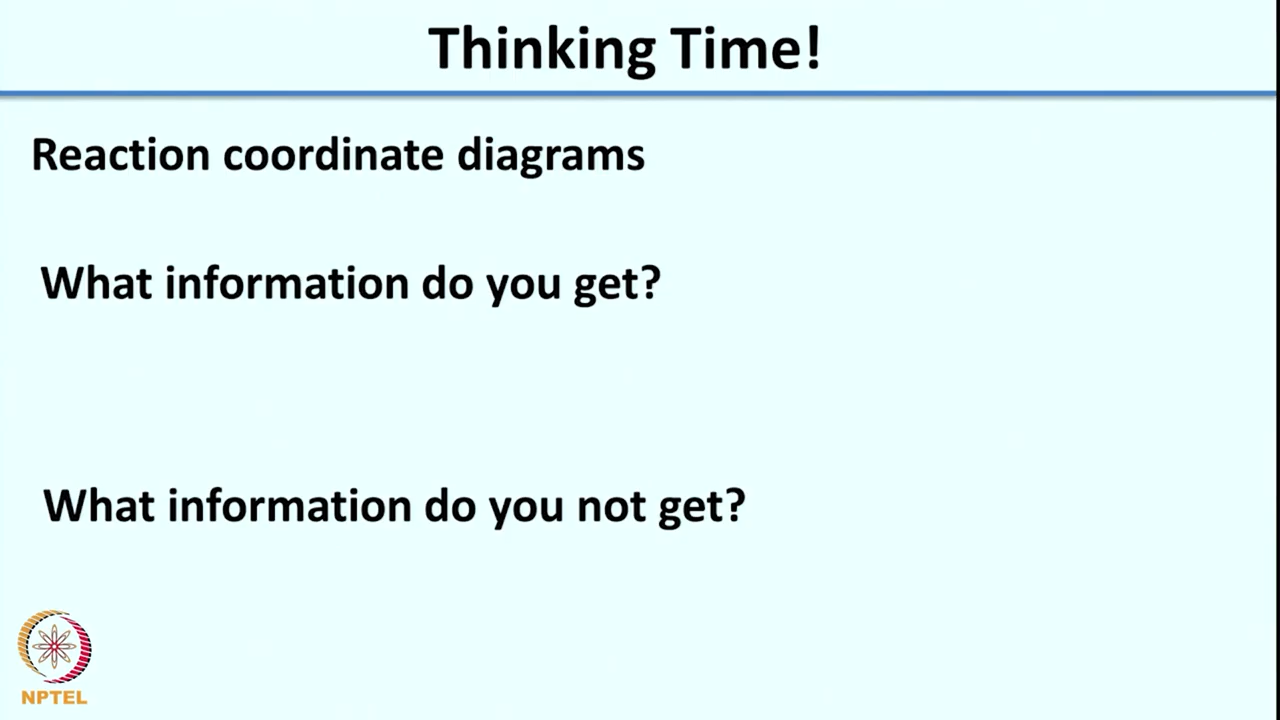 Thinking Time!
Reaction coordinate diagrams
What information do you get?
What information do you not get?
NPTEL